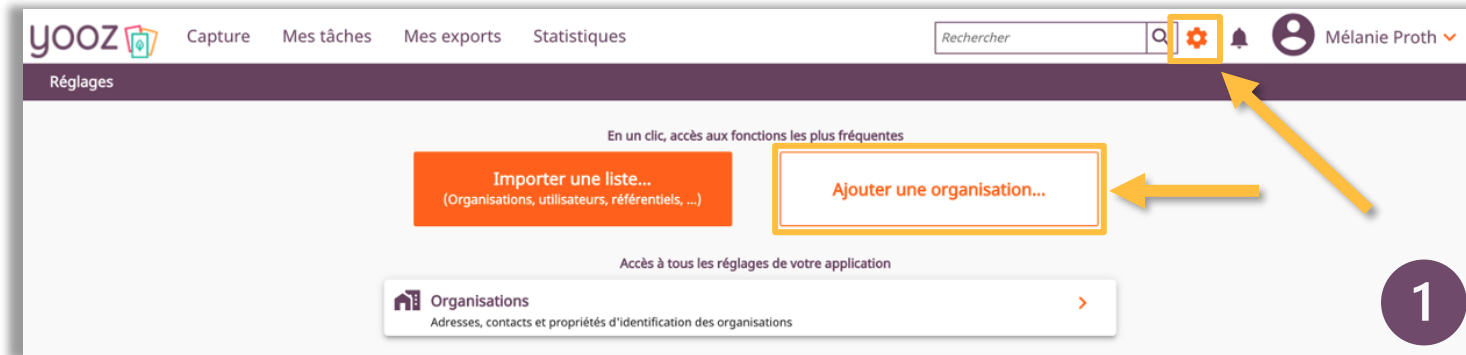 yooz Capture Mes tâches Mes exports Statistiques Rechercher Mélanie Proth
Réglages
En un clic, accès aux fonctions les plus fréquentes
Importer une liste...
(Organisations, utilisateurs, référentiels, ...)
Ajouter une organisation...
Accès à tous les réglages de votre application
Organisations
Adresses, contacts et propriétés d'identification des organisations
1